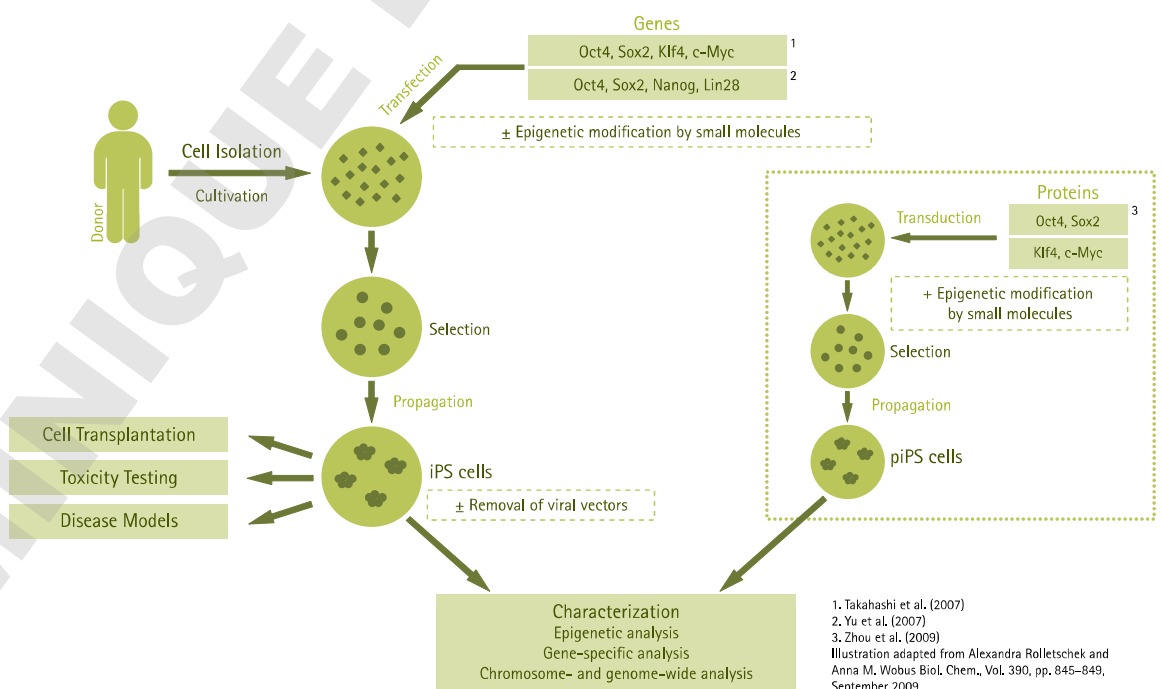 Genes
Oct4, Sox2, Klf4, c-Myc 1
Oct4, Sox2, Nanog, Lin28 2
Transfection
± Epigenetic modification by small molecules
Donor
Cell Isolation
Cultivation
Selection
Propagation
iPS cells
± Removal of viral vectors
Cell Transplantation
Toxicity Testing
Disease Models
Proteins
Oct4, Sox2 3
Klf4, c-Myc
Transduction
+ Epigenetic modification
by small molecules
Selection
Propagation
piPS cells
Characterization
Epigenetic analysis
Gene-specific analysis
Chromosome- and genome-wide analysis
1. Takahashi et al. (2007)
2. Yu et al. (2007)
3. Zhou et al. (2009)
Illustration adapted from Alexandra Rolletschek and
Anna M. Wobus Biol. Chem., Vol. 390, pp. 845–849,
September 2009